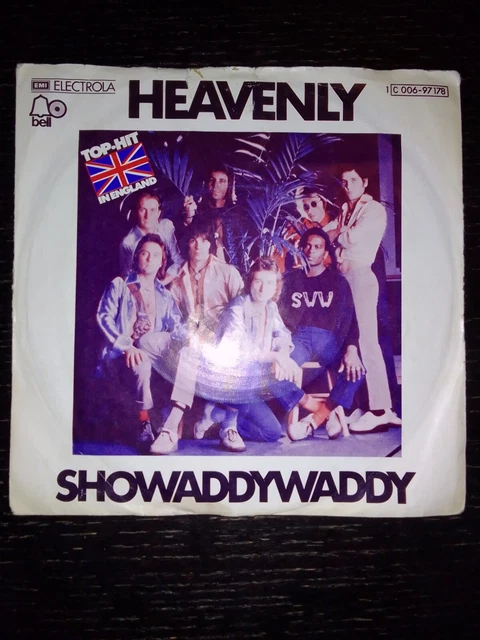 EMI ELECTROLA
bell
HEAVENLY
1 C 006-97 178
TOP-HIT
IN ENGLAND
SWW
SHOWADDYWADDY